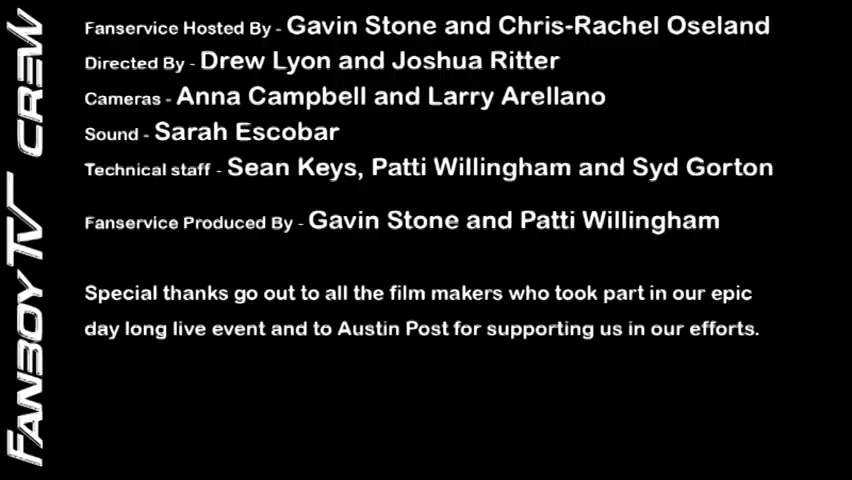 FANBOY TV CREW
Fanservice Hosted By - Gavin Stone and Chris-Rachel Oseland
Directed By - Drew Lyon and Joshua Ritter
Cameras - Anna Campbell and Larry Arellano
Sound - Sarah Escobar
Technical staff - Sean Keys, Patti Willingham and Syd Gorton
Fanservice Produced By - Gavin Stone and Patti Willingham
Special thanks go out to all the film makers who took part in our epic
day long live event and to Austin Post for supporting us in our efforts.